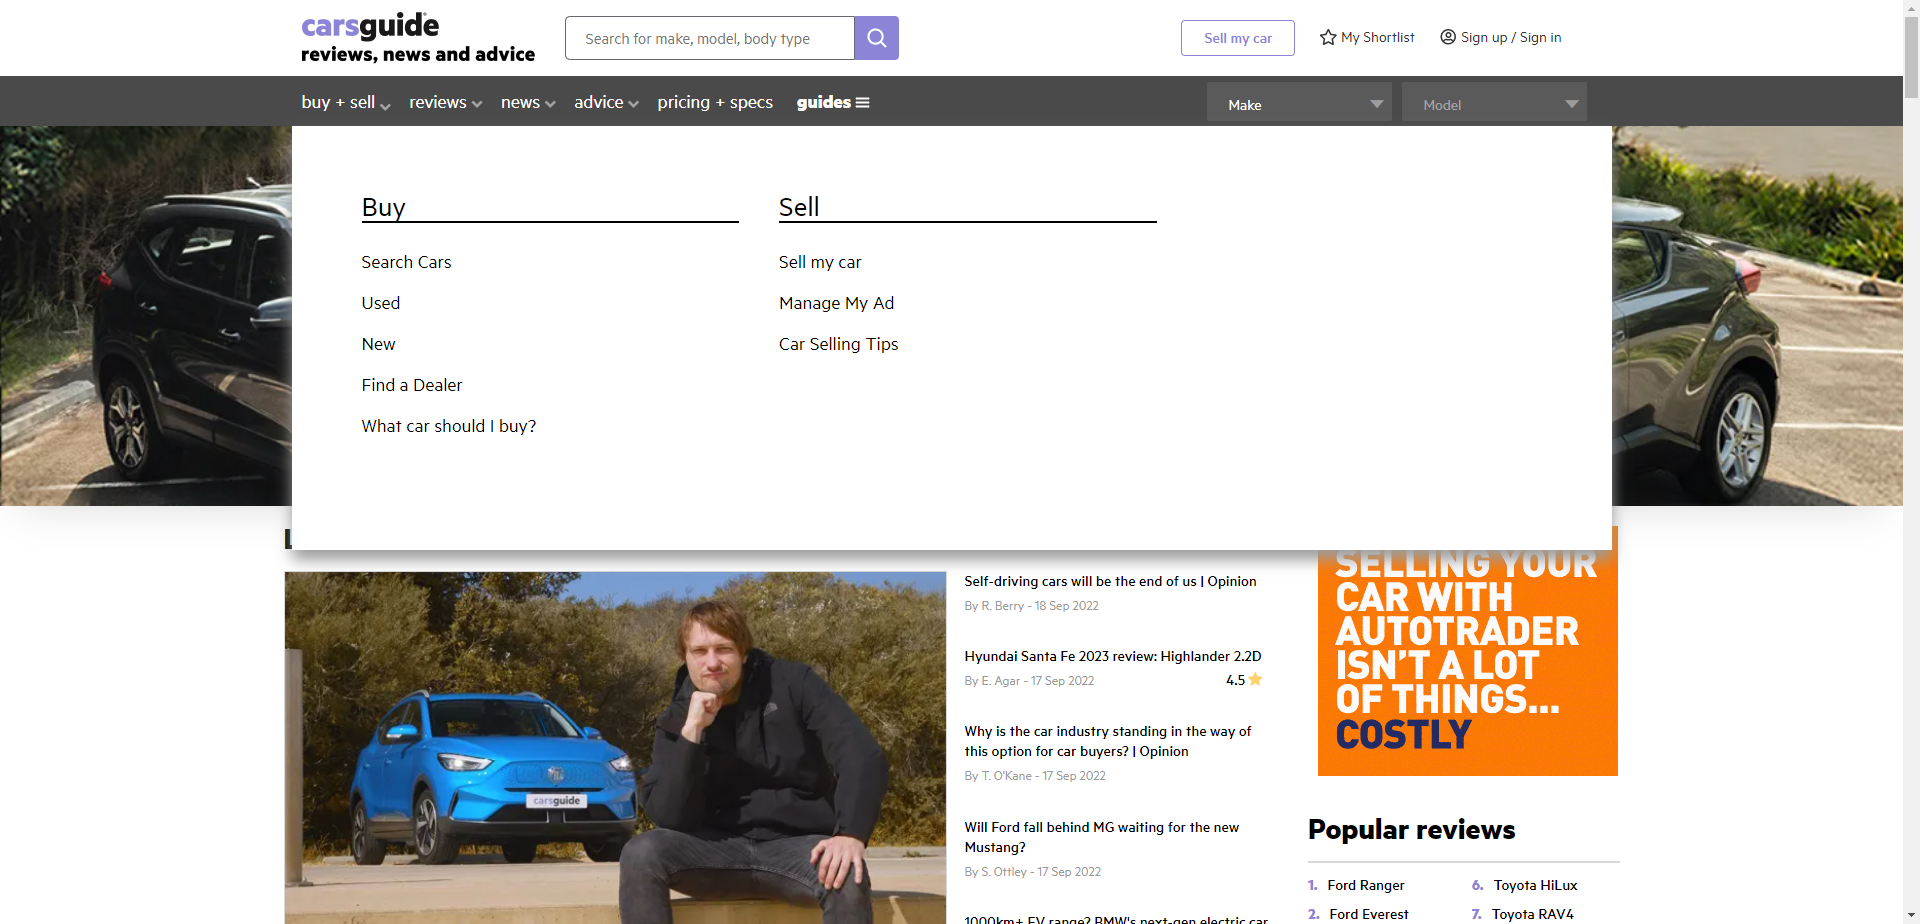 carsguide
reviews, news and advice
Search for make, model, body type
Sell my car
My Shortlist
Sign up / Sign in
buy + sell
reviews
news
advice
pricing + specs
guides
Make
Model
Buy
Search Cars
Used
New
Find a Dealer
What car should I buy?
Sell
Sell my car
Manage My Ad
Car Selling Tips
carsguide
Self-driving cars will be the end of us | Opinion
By R. Berry - 18 Sep 2022
Hyundai Santa Fe 2023 review: Highlander 2.2D
By E. Agar - 17 Sep 2022
4.5
Why is the car industry standing in the way of
this option for car buyers? | Opinion
By T. O'Kane - 17 Sep 2022
Will Ford fall behind MG waiting for the new
Mustang?
By S. Ottley - 17 Sep 2022
1000km+ EV range? BMW's next-gen electric car
SELLING YOUR
CAR WITH
AUTOTRADER
ISN'T A LOT
OF THINGS...
COSTLY
Popular reviews
1. Ford Ranger
2. Ford Everest
6. Toyota HiLux
7. Toyota RAV4